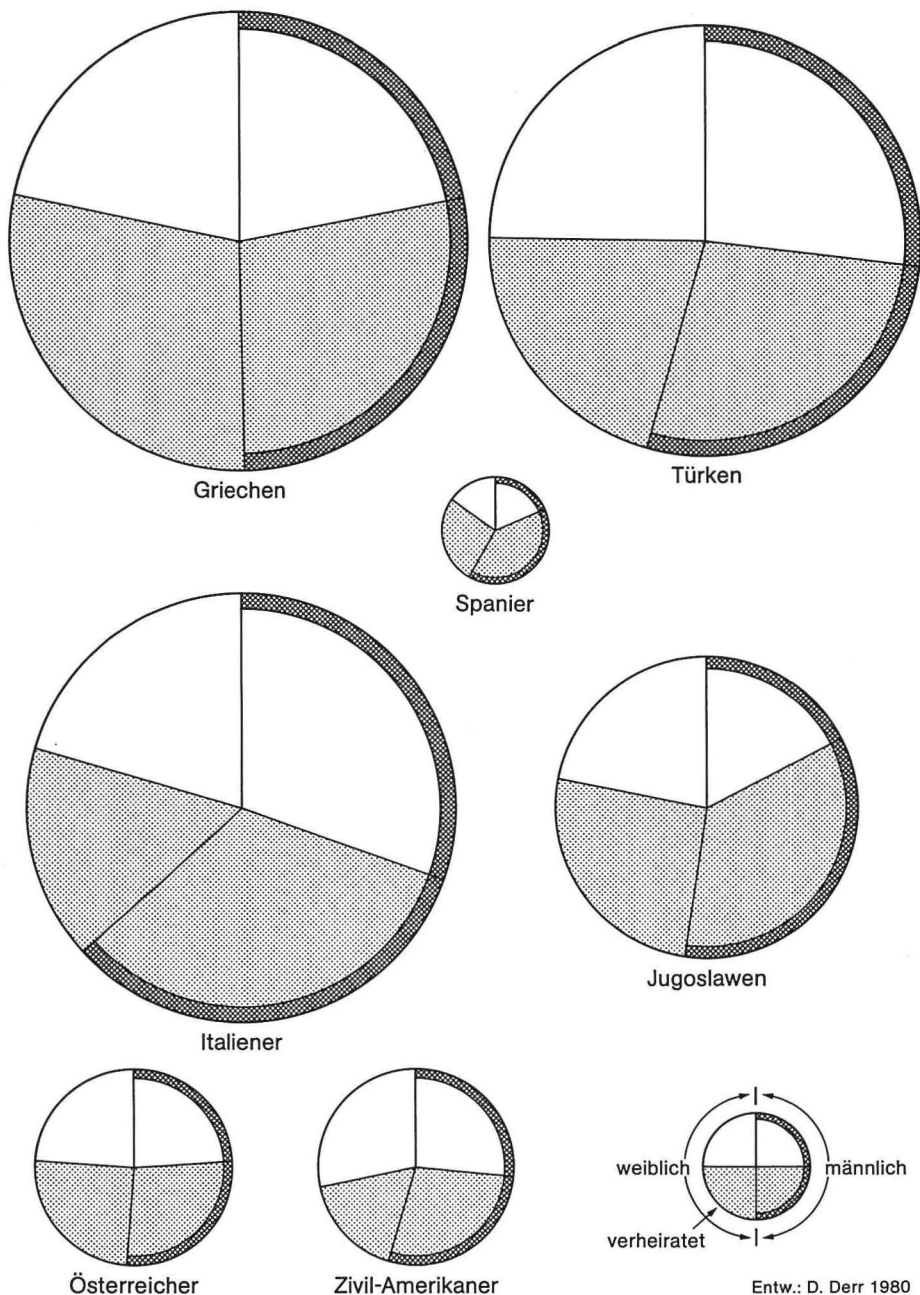 Griechen
Türken
Spanier
Italiener
Jugoslawen
Österreicher
Zivil-Amerikaner
weiblich
männlich
verheiratet
Entw.: D. Derr 1980